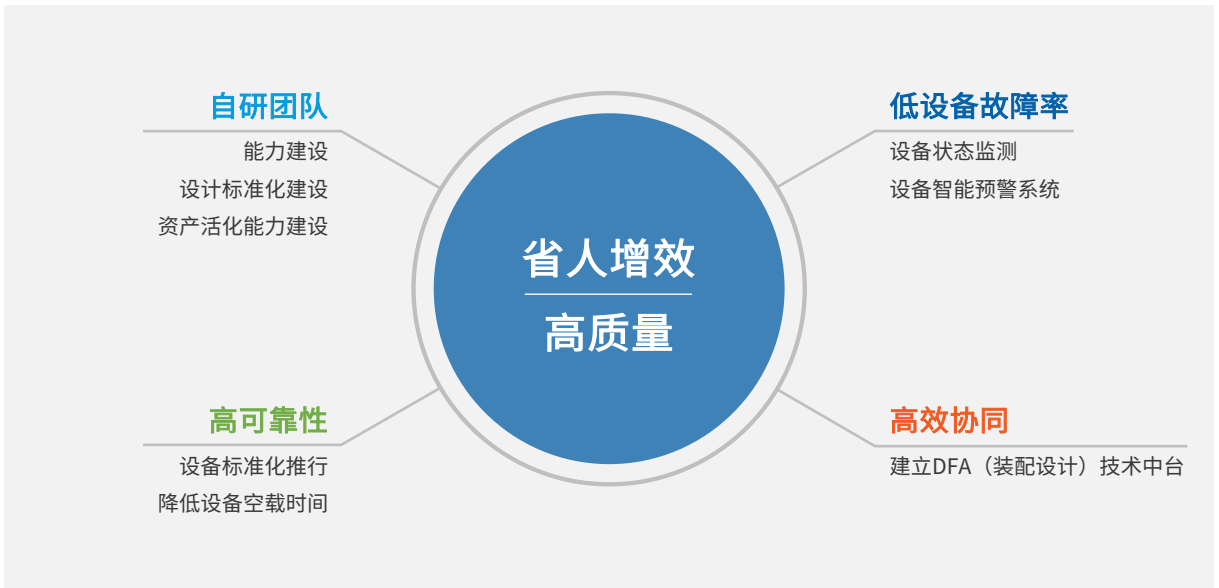 自研团队
能力建设
设计标准化建设
资产活化能力建设
低设备故障率
设备状态监测
设备智能预警系统
省人增效
高质量
高可靠性
设备标准化推行
降低设备空载时间
高效协同
建立DFA（装配设计）技术中台